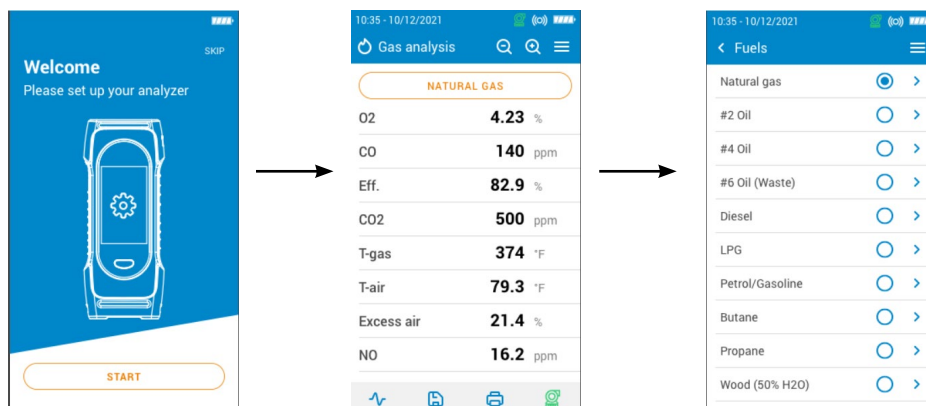 SKIP
Welcome
Please set up your analyzer
START
10:35 - 10/12/2021
Gas analysis
NATURAL GAS
O2 4.23 %
CO 140 ppm
Eff. 82.9 %
CO2 500 ppm
T-gas 374 °F
T-air 79.3 °F
Excess air 21.4 %
NO 16.2 ppm
10:35 - 10/12/2021
Fuels
Natural gas
#2 Oil
#4 Oil
#6 Oil (Waste)
Diesel
LPG
Petrol/Gasoline
Butane
Propane
Wood (50% H2O)